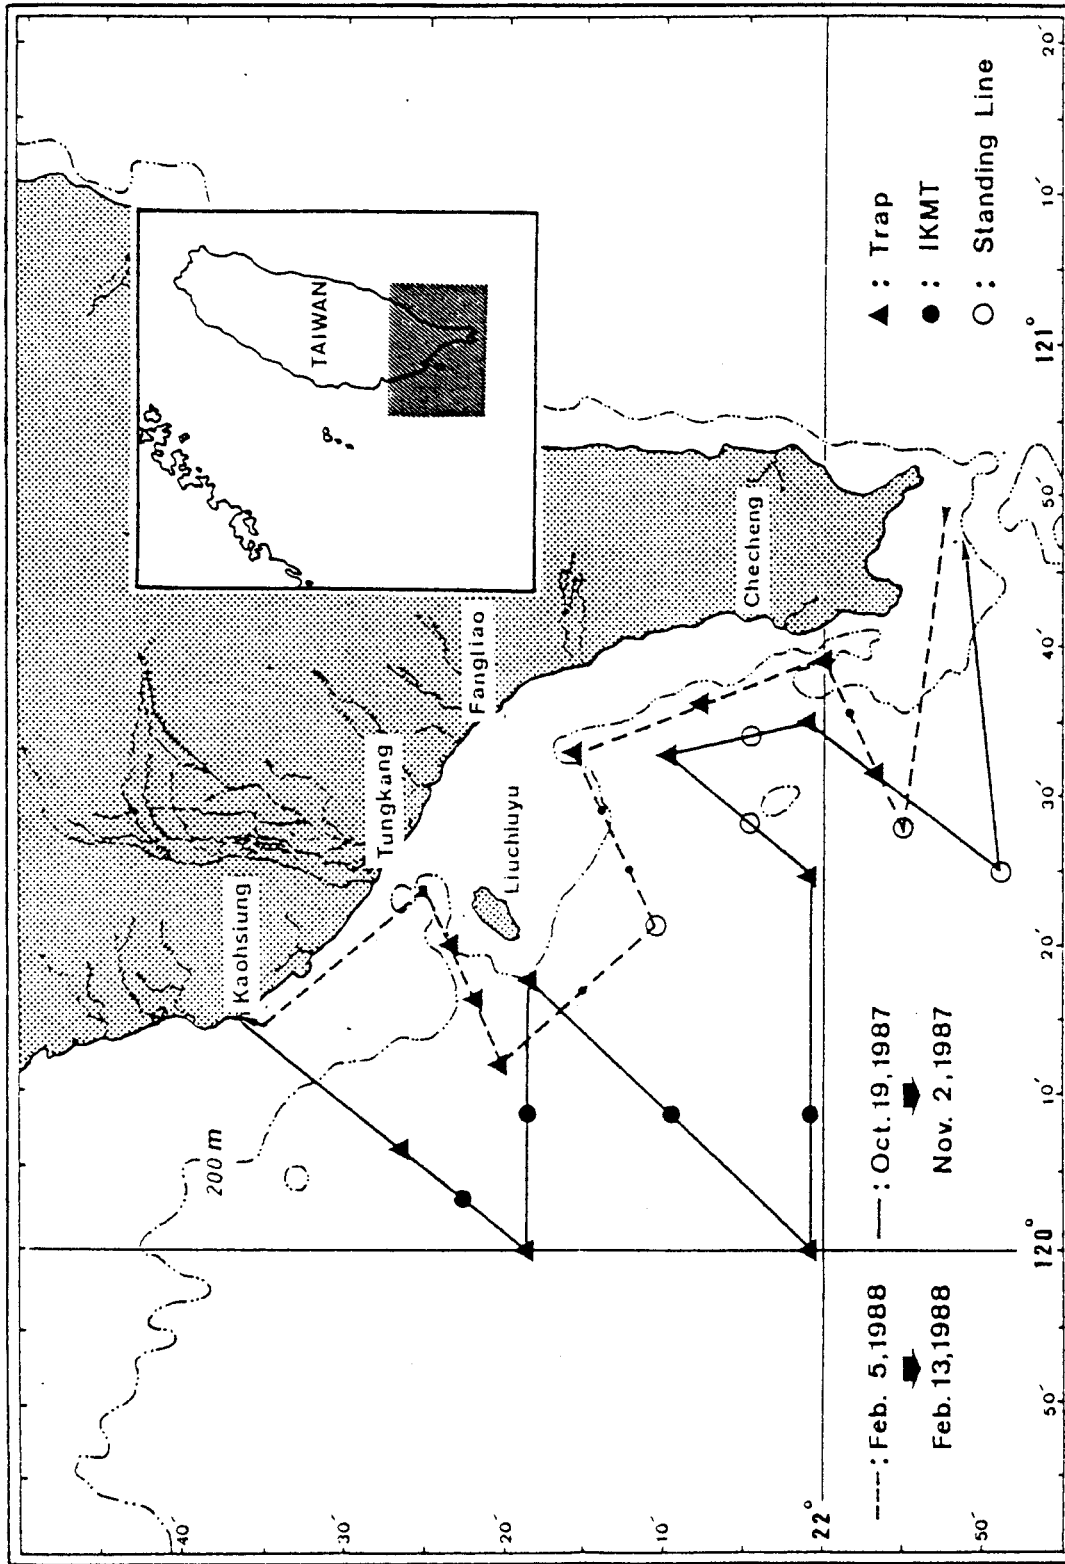 Kaohsiung
Tungkang
Fangliao
Checheng
Liuchiuyu
200 m
TAIWAN
▲ : Trap
● : IKMT
○ : Standing Line
----: Feb. 5,1988
Feb. 13,1988
——: Oct. 19,1987
Nov. 2,1987
40′
30′
20′
10′
22°
50′
50′
120°
10′
20′
30′
40′
50′
121°
10′
20′